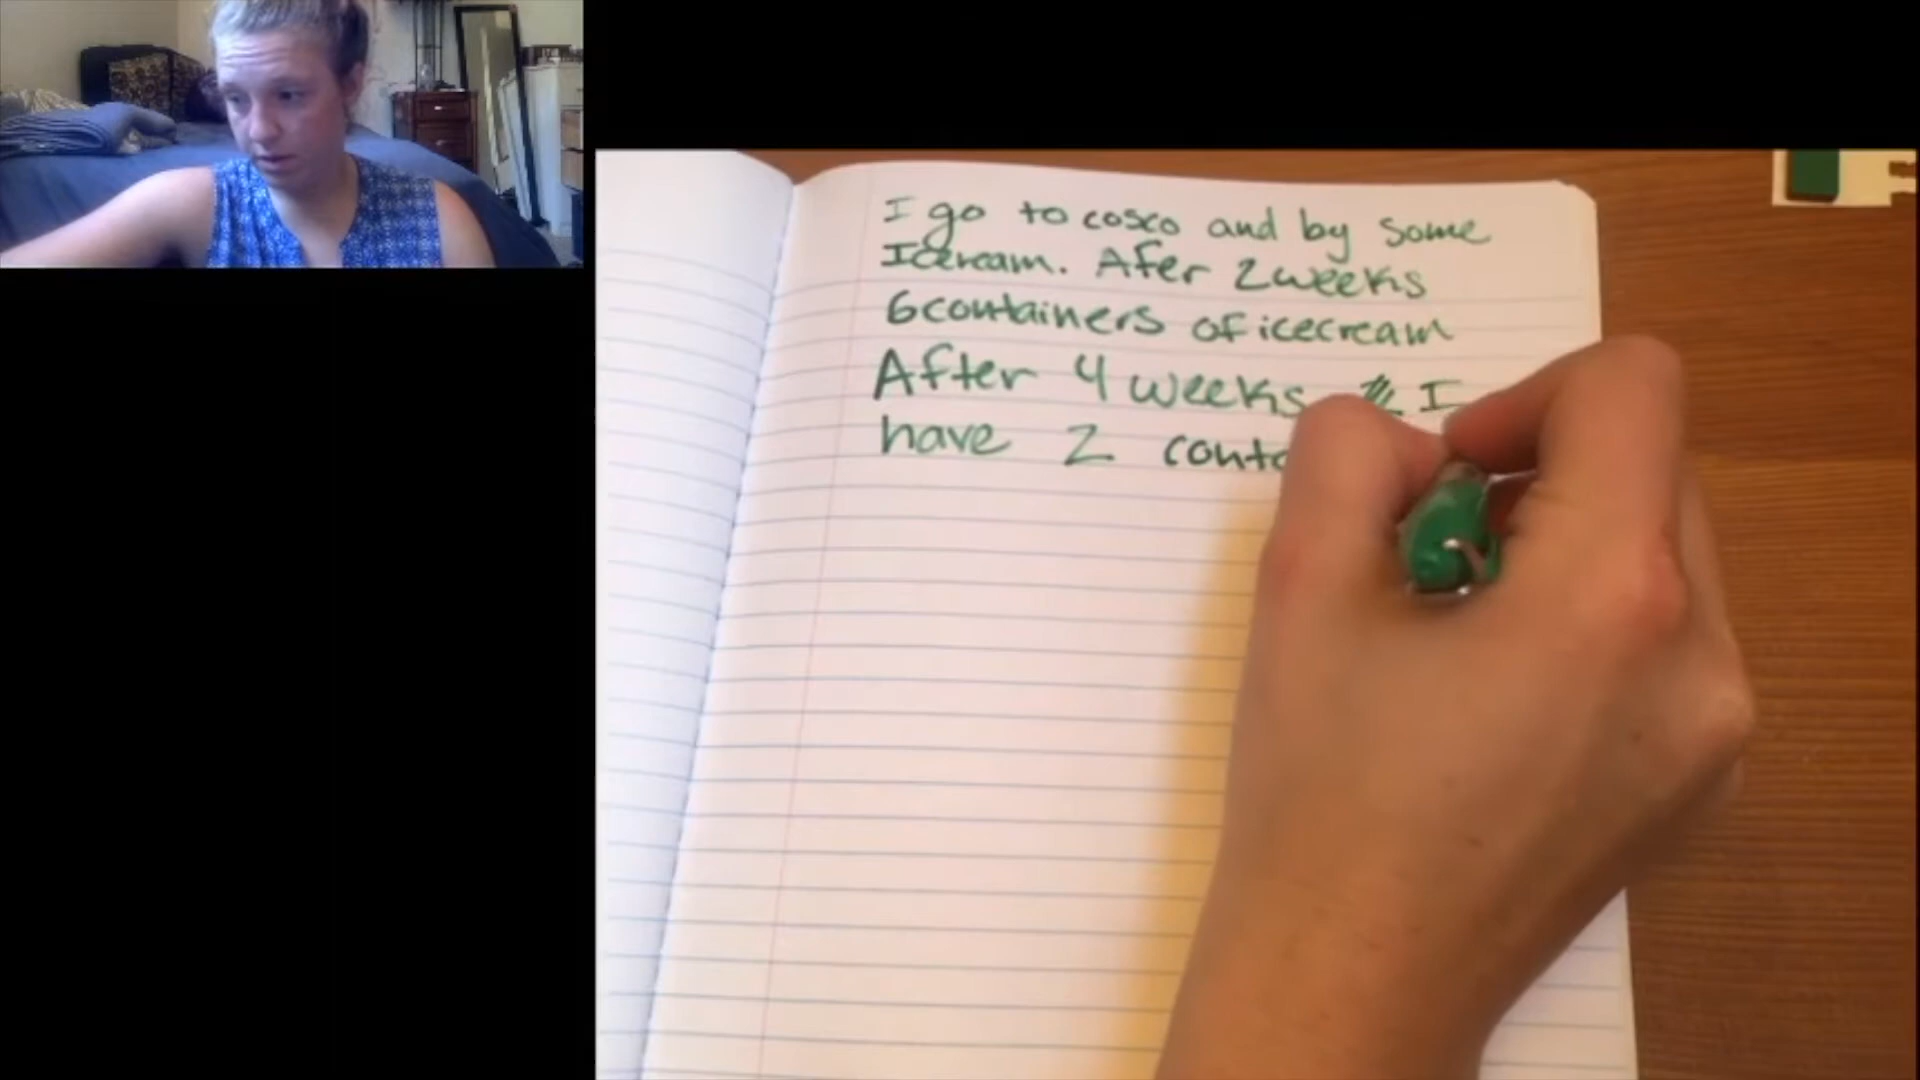 I go to cosco and by some
Icecream. Afer 2 weeks
6 containers of icecream
After 4 weeks I
have 2 conta